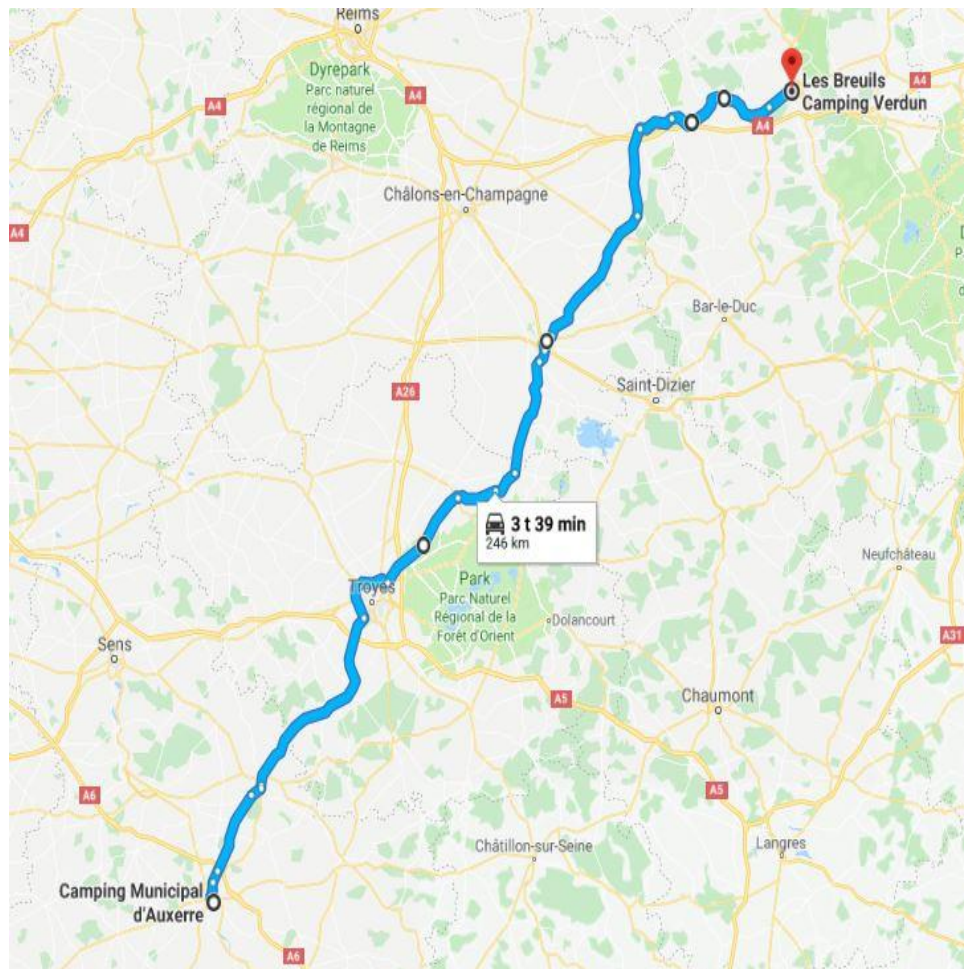 Reims
Dyrepark
Parc naturel
régional de
la Montagne
de Reims
A4
A4
A4
Les Breuils
Camping Verdun
A4
Châlons-en-Champagne
A4
Bar-le-Duc
Saint-Dizier
A26
3 t 39 min
246 km
Neufchâteau
Park
Parc Naturel
Régional de la
Forêt d'Orient
Troyes
Dolancourt
Sens
A31
A5
Chaumont
A6
A5
Châtillon-sur-Seine
Langres
Camping Municipal
d'Auxerre
A6